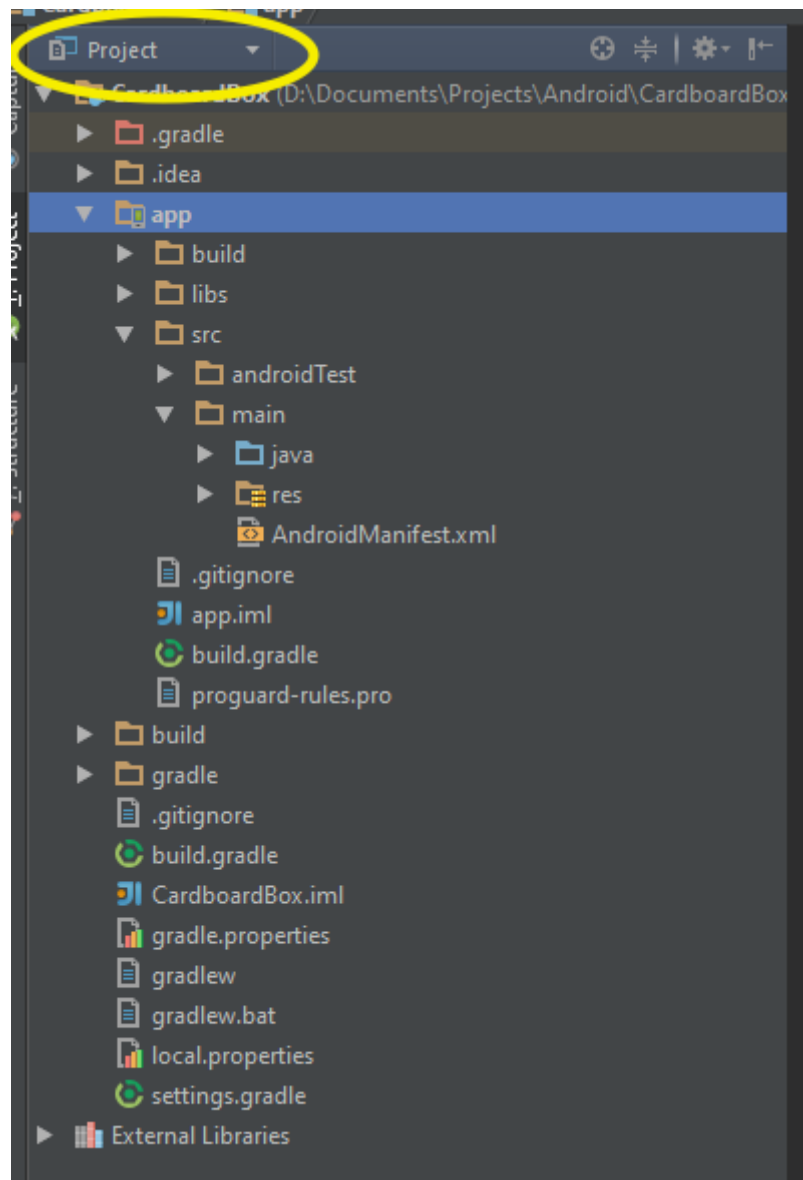 Project
CardboardBox (D:\Documents\Projects\Android\CardboardBox
.gradle
.idea
app
build
libs
src
androidTest
main
java
res
AndroidManifest.xml
.gitignore
app.iml
build.gradle
proguard-rules.pro
build
gradle
.gitignore
build.gradle
CardboardBox.iml
gradle.properties
gradlew
gradlew.bat
local.properties
settings.gradle
External Libraries